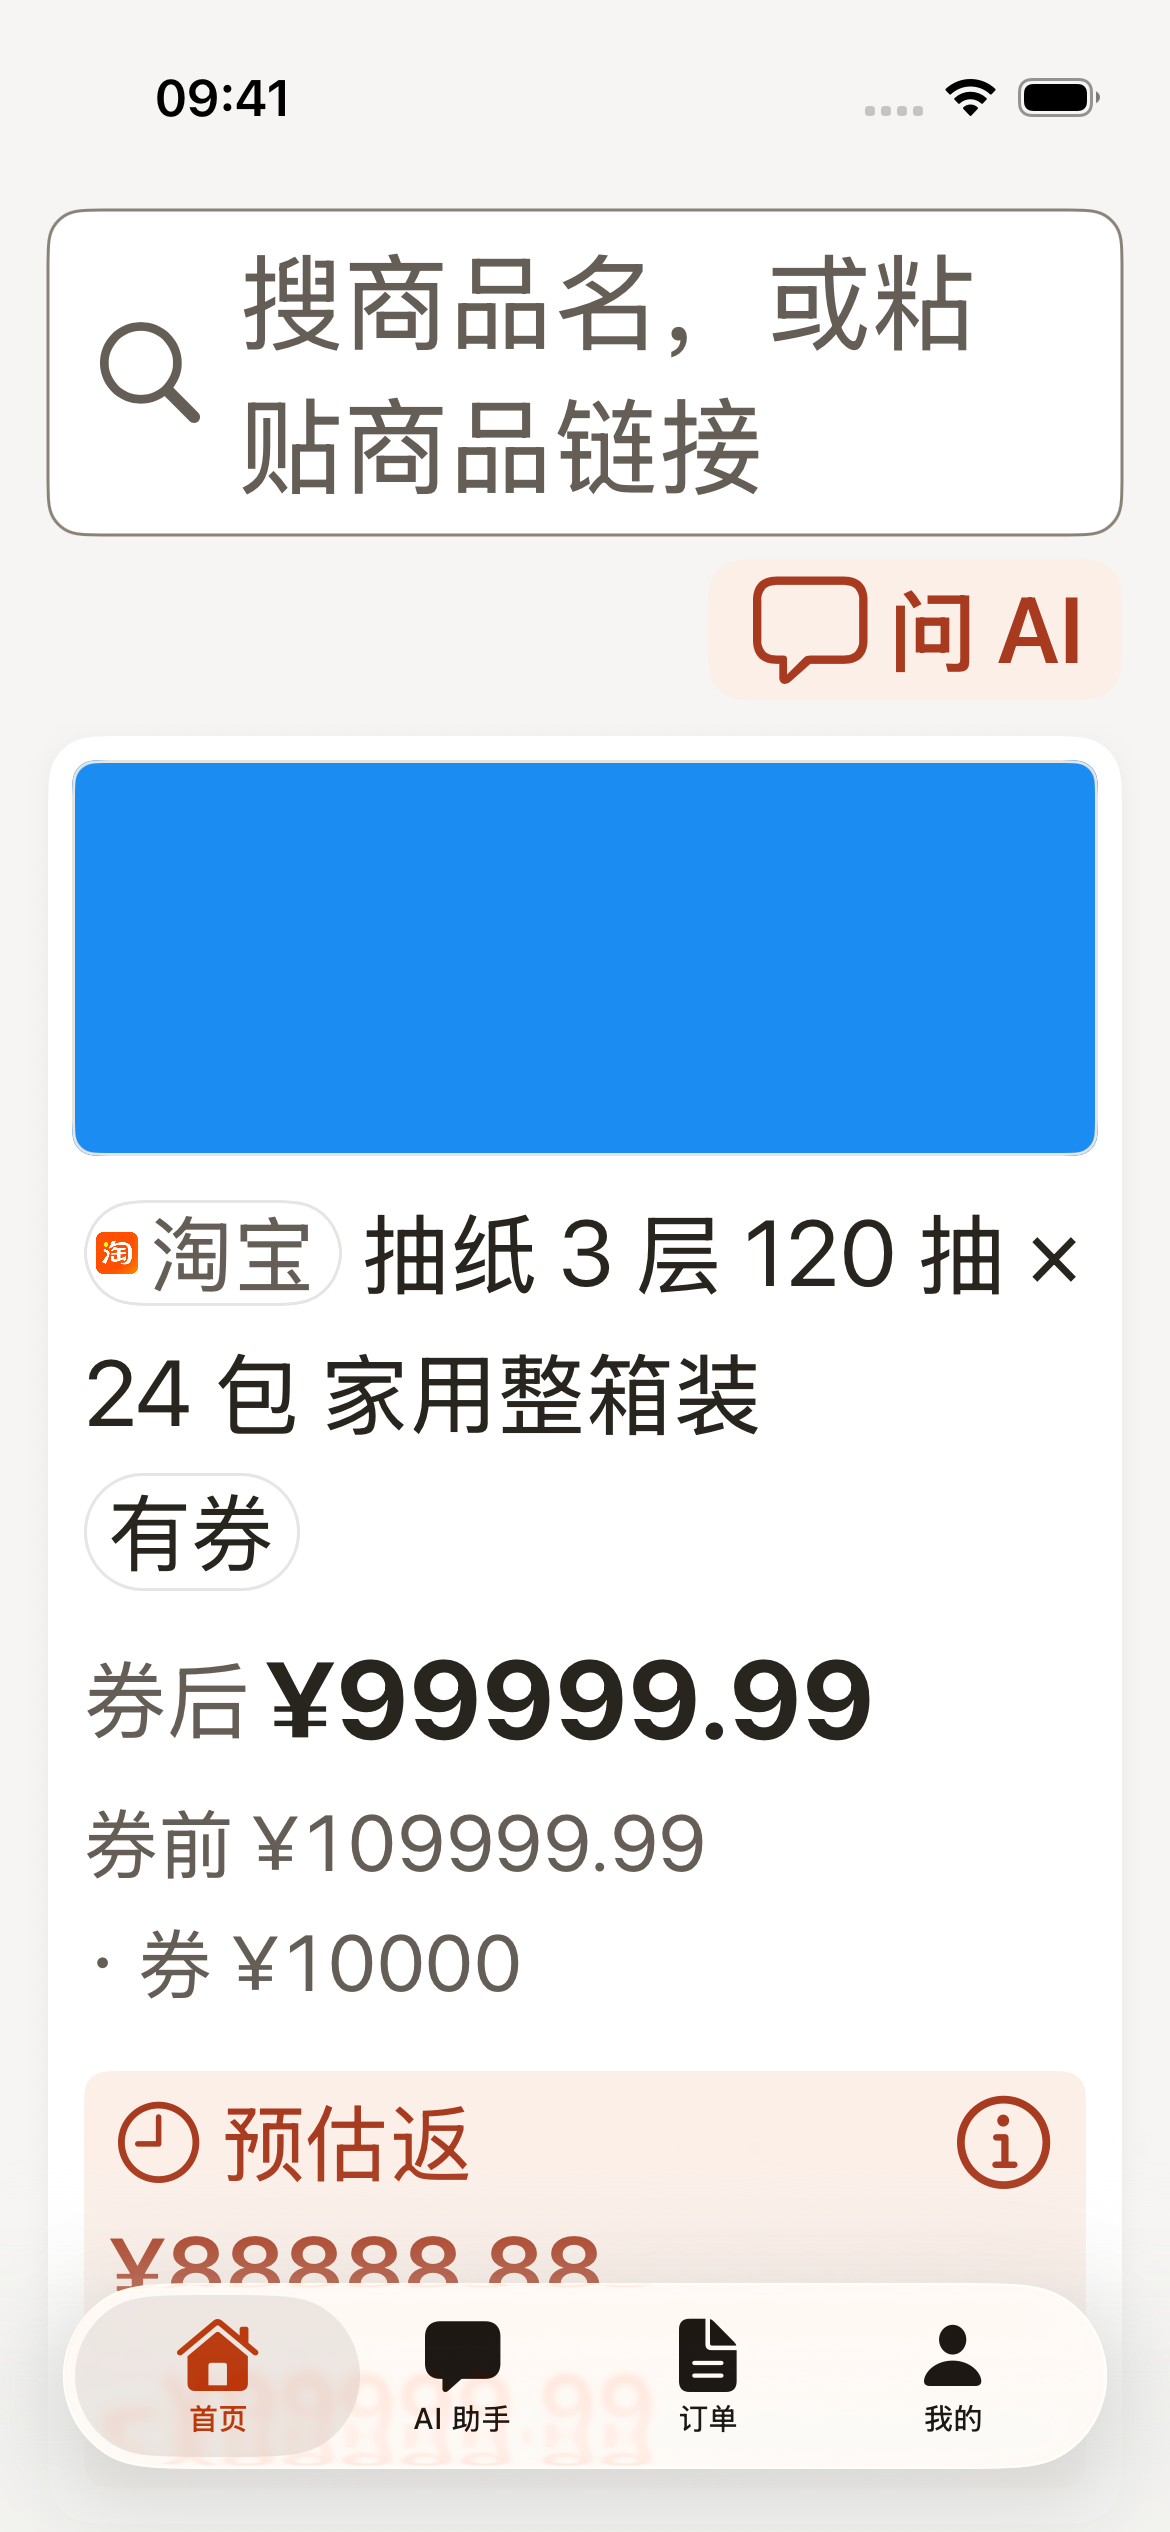 09:41
搜商品名，或粘
贴商品链接
问 AI
淘 淘宝 抽纸 3 层 120 抽 ×
24 包 家用整箱装
有券
券后 ¥99999.99
券前 ¥109999.99
· 券 ¥10000
预估返
¥88888.88
首页
AI 助手
订单
我的